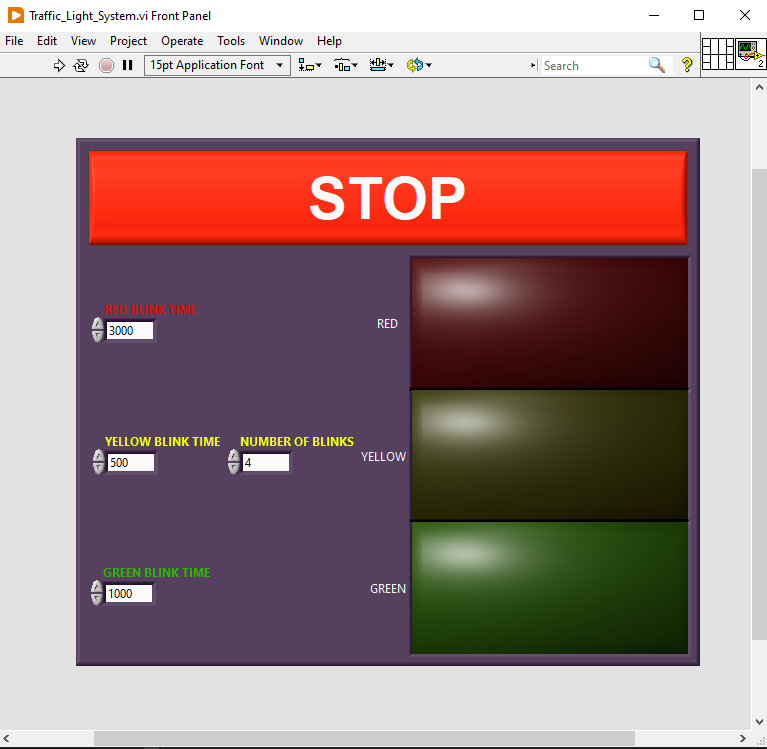 Traffic_Light_System.vi Front Panel
File Edit View Project Operate Tools Window Help
15pt Application Font
Search
?
2
STOP
RED BLINK TIME
3000
RED
YELLOW BLINK TIME NUMBER OF BLINKS
500 4
YELLOW
GREEN BLINK TIME
1000
GREEN